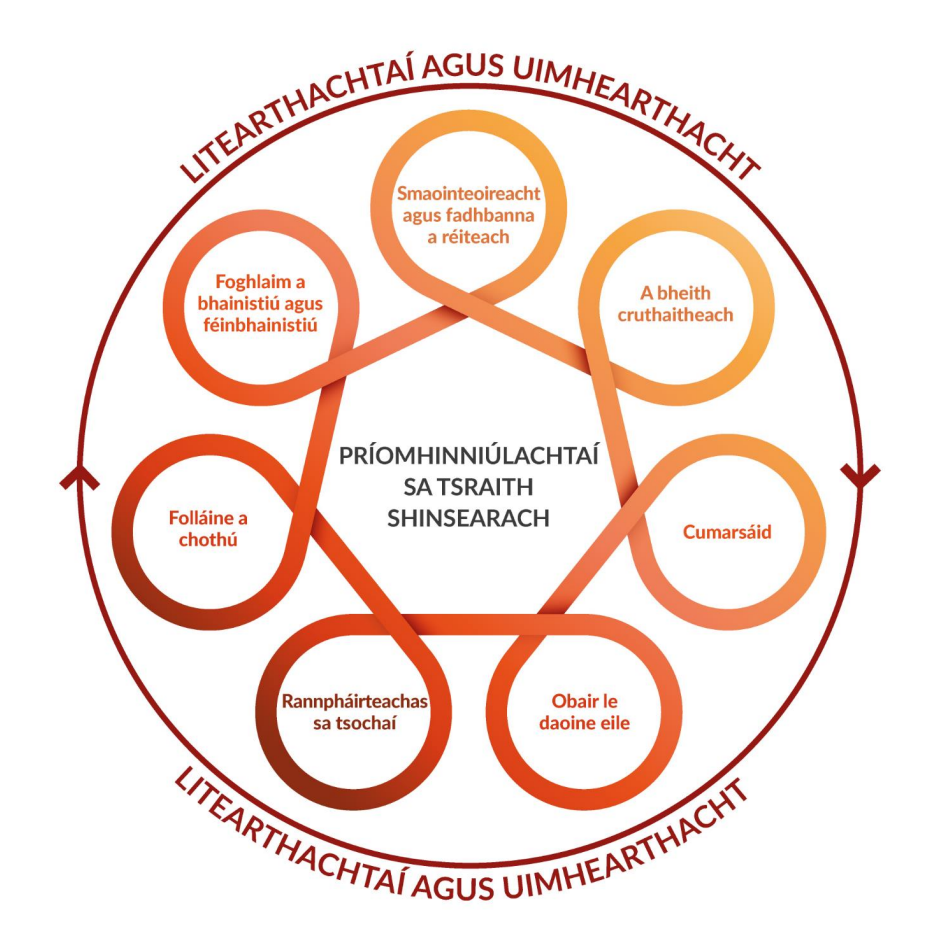 LITEARTHACHTAÍ AGUS UIMHEARTHACHT
Smaointeoireacht
agus fadhbanna
a réiteach
A bheith
cruthaitheach
Cumarsáid
Obair le
daoine eile
Rannpháirteachas
sa tsochaí
Folláine a
chothú
Foghlaim a
bhainistiú agus
féinbhainistiú
PRÍOMHINNIÚLACHTAÍ
SA TSRAITH
SHINSEARACH
LITEARTHACHTAÍ AGUS UIMHEARTHACHT